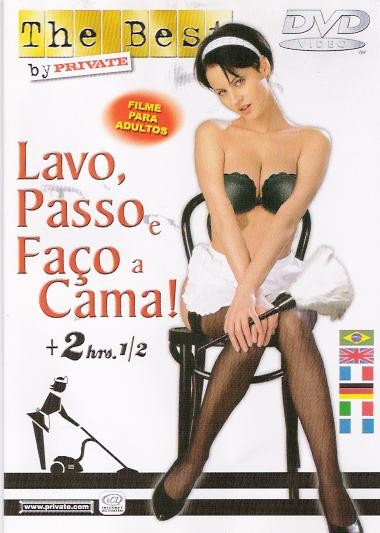 The Best
by PRIVATE
DVD
VIDEO
FILME
PARA
ADULTOS
Lavo,
Passo e
Faço a
Cama!
+ 2 hrs. 1/2
www.private.com